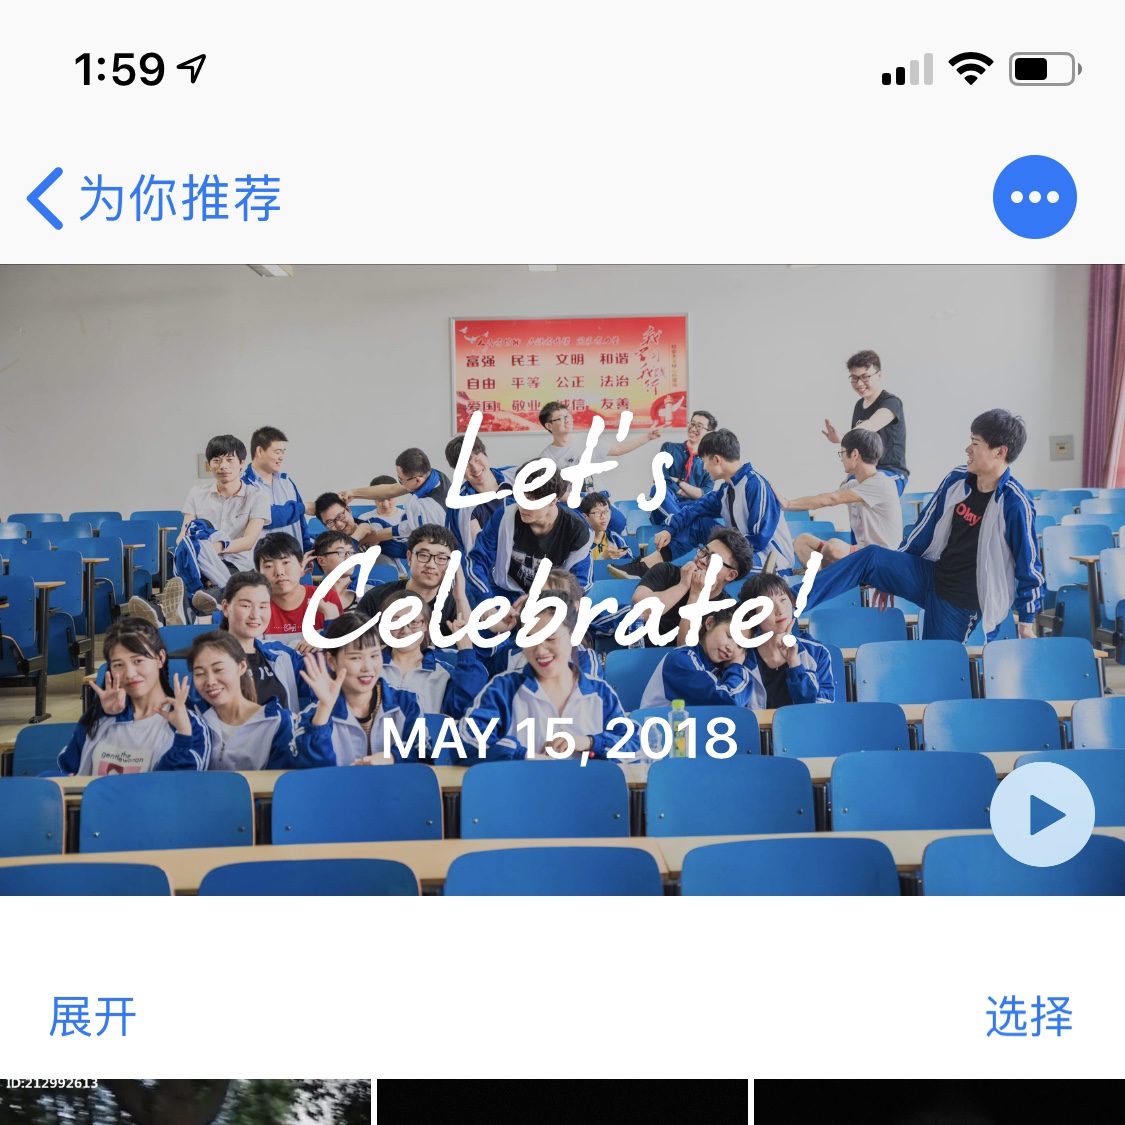 1:59
为你推荐
富强 民主 文明 和谐
自由 平等 公正 法治
爱国 敬业 诚信 友善
Let's
Okay
Celebrate!
MAY 15, 2018
gentlewoman
展开
选择
ID:212992613